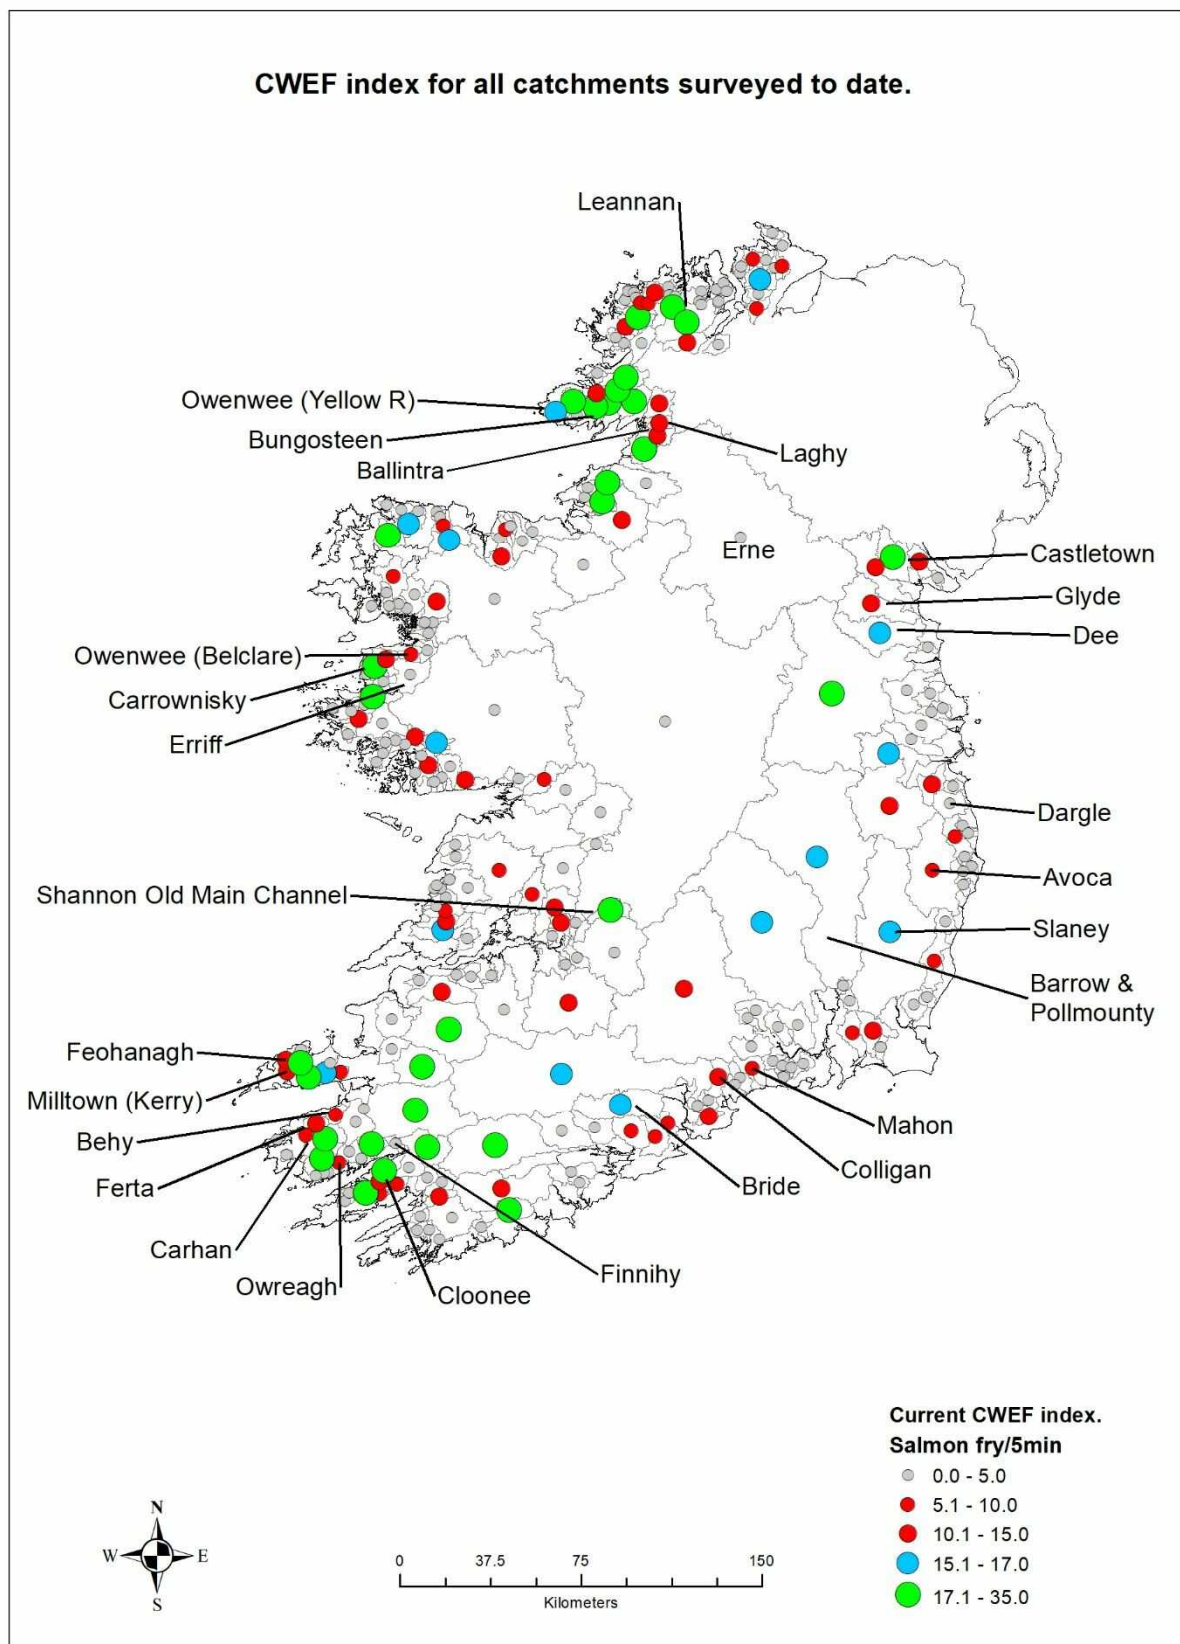 CWEF index for all catchments surveyed to date.
Leannan
Owenwee (Yellow R)
Bungosteen
Ballintra
Laghy
Erne
Castletown
Glyde
Dee
Owenwee (Belclare)
Carrownisky
Erriff
Dargle
Avoca
Shannon Old Main Channel
Slaney
Barrow &
Pollmounty
Feohanagh
Milltown (Kerry)
Behy
Ferta
Carhan
Owreagh
Cloonee
Finnihy
Bride
Colligan
Mahon
Current CWEF index.
Salmon fry/5min
0.0 - 5.0
5.1 - 10.0
10.1 - 15.0
15.1 - 17.0
17.1 - 35.0
N
W E
S
0 37.5 75 150
Kilometers